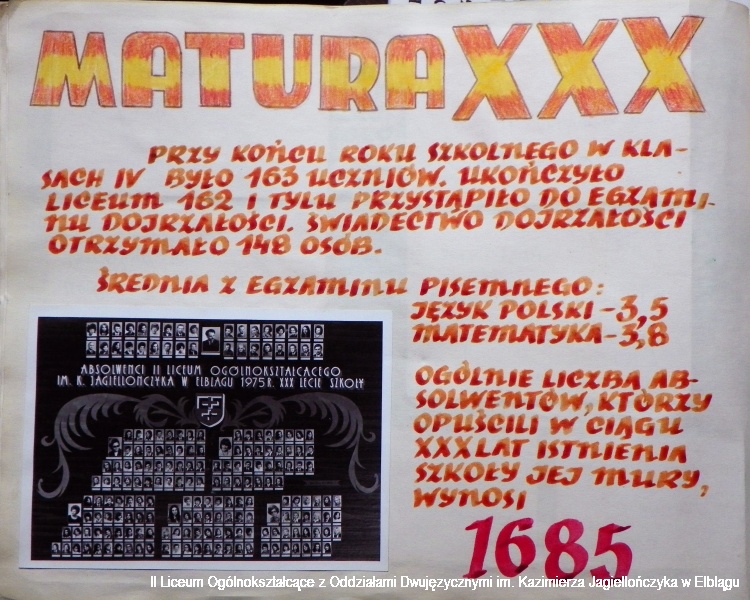 MATURA XXX
PRZY KOŃCU ROKU SZKOLNEGO W KLA-
SACH IV BYŁO 163 UCZNIÓW. UKOŃCZYŁO
LICEUM 162 I TYLU PRZYSTĄPIŁO DO EGZAMI-
NU DOJRZAŁOŚCI. ŚWIADECTWO DOJRZAŁOŚCI
OTRZYMAŁO 148 OSÓB.
ŚREDNIA Z EGZAMINU PISEMNEGO:
JĘZYK POLSKI - 3,5
MATEMATYKA - 3,8
ABSOLWENCI II LICEUM OGÓLNOKSZTAŁCĄCEGO
IM. K. JAGIELLOŃCZYKA W ELBLĄGU 1975 R. XXX LECIE SZKOŁY
OGÓLNIE LICZBA AB-
SOLWENTÓW, KTÓRZY
OPUŚCILI W CIĄGU
XXX LAT ISTNIENIA
SZKOŁY JEJ MURY,
WYNOSI
1685
II Liceum Ogólnokształcące z Oddziałami Dwujęzycznymi im. Kazimierza Jagiellończyka w Elblągu